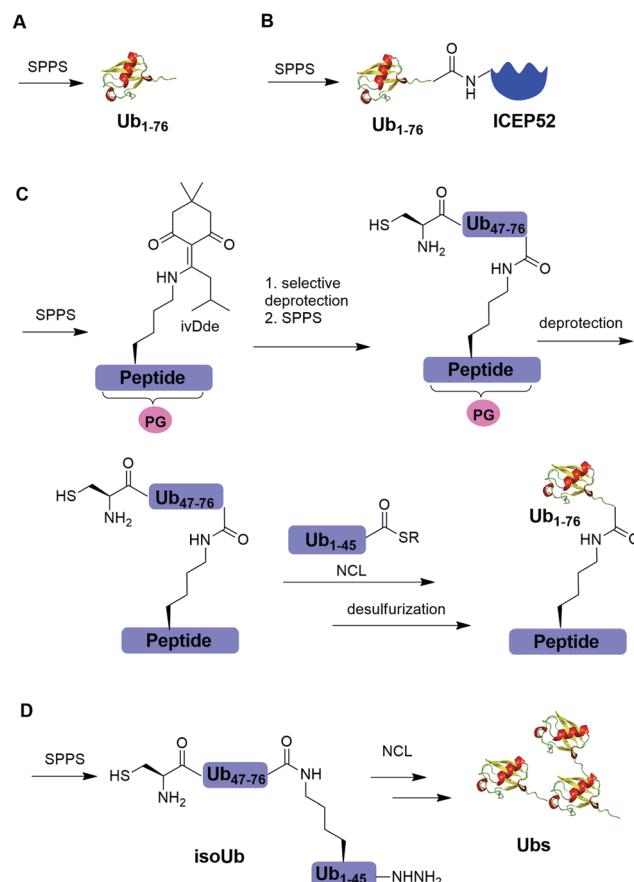 A
SPPS
Ub1-76
B
SPPS
Ub1-76
O
N
H
ICEP52
C
SPPS
O
O
HN
ivDde
Peptide
PG
1. selective
deprotection
2. SPPS
O
HS
Ub47-76
NH2
HN
O
Peptide
PG
deprotection
O
HS
Ub47-76
NH2
HN
O
Peptide
O
Ub1-45
SR
NCL
desulfurization
Ub1-76
HN
O
Peptide
D
SPPS
O
O
HS
Ub47-76
NH
NH2
isoUb
Ub1-45
NHNH2
NCL
Ubs